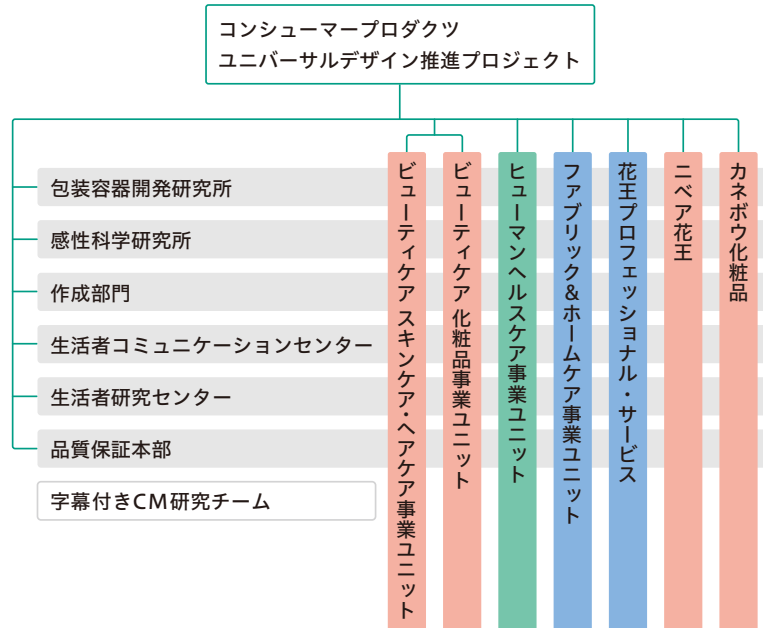 コンシューマープロダクツ
ユニバーサルデザイン推進プロジェクト
包装容器開発研究所
感性科学研究所
作成部門
生活者コミュニケーションセンター
生活者研究センター
品質保証本部
字幕付きCM研究チーム
ビューティケア スキンケア・ヘアケア事業ユニット
ビューティケア 化粧品事業ユニット
ヒューマンヘルスケア事業ユニット
ファブリック&ホームケア事業ユニット
花王プロフェッショナル・サービス
ニベア花王
カネボウ化粧品